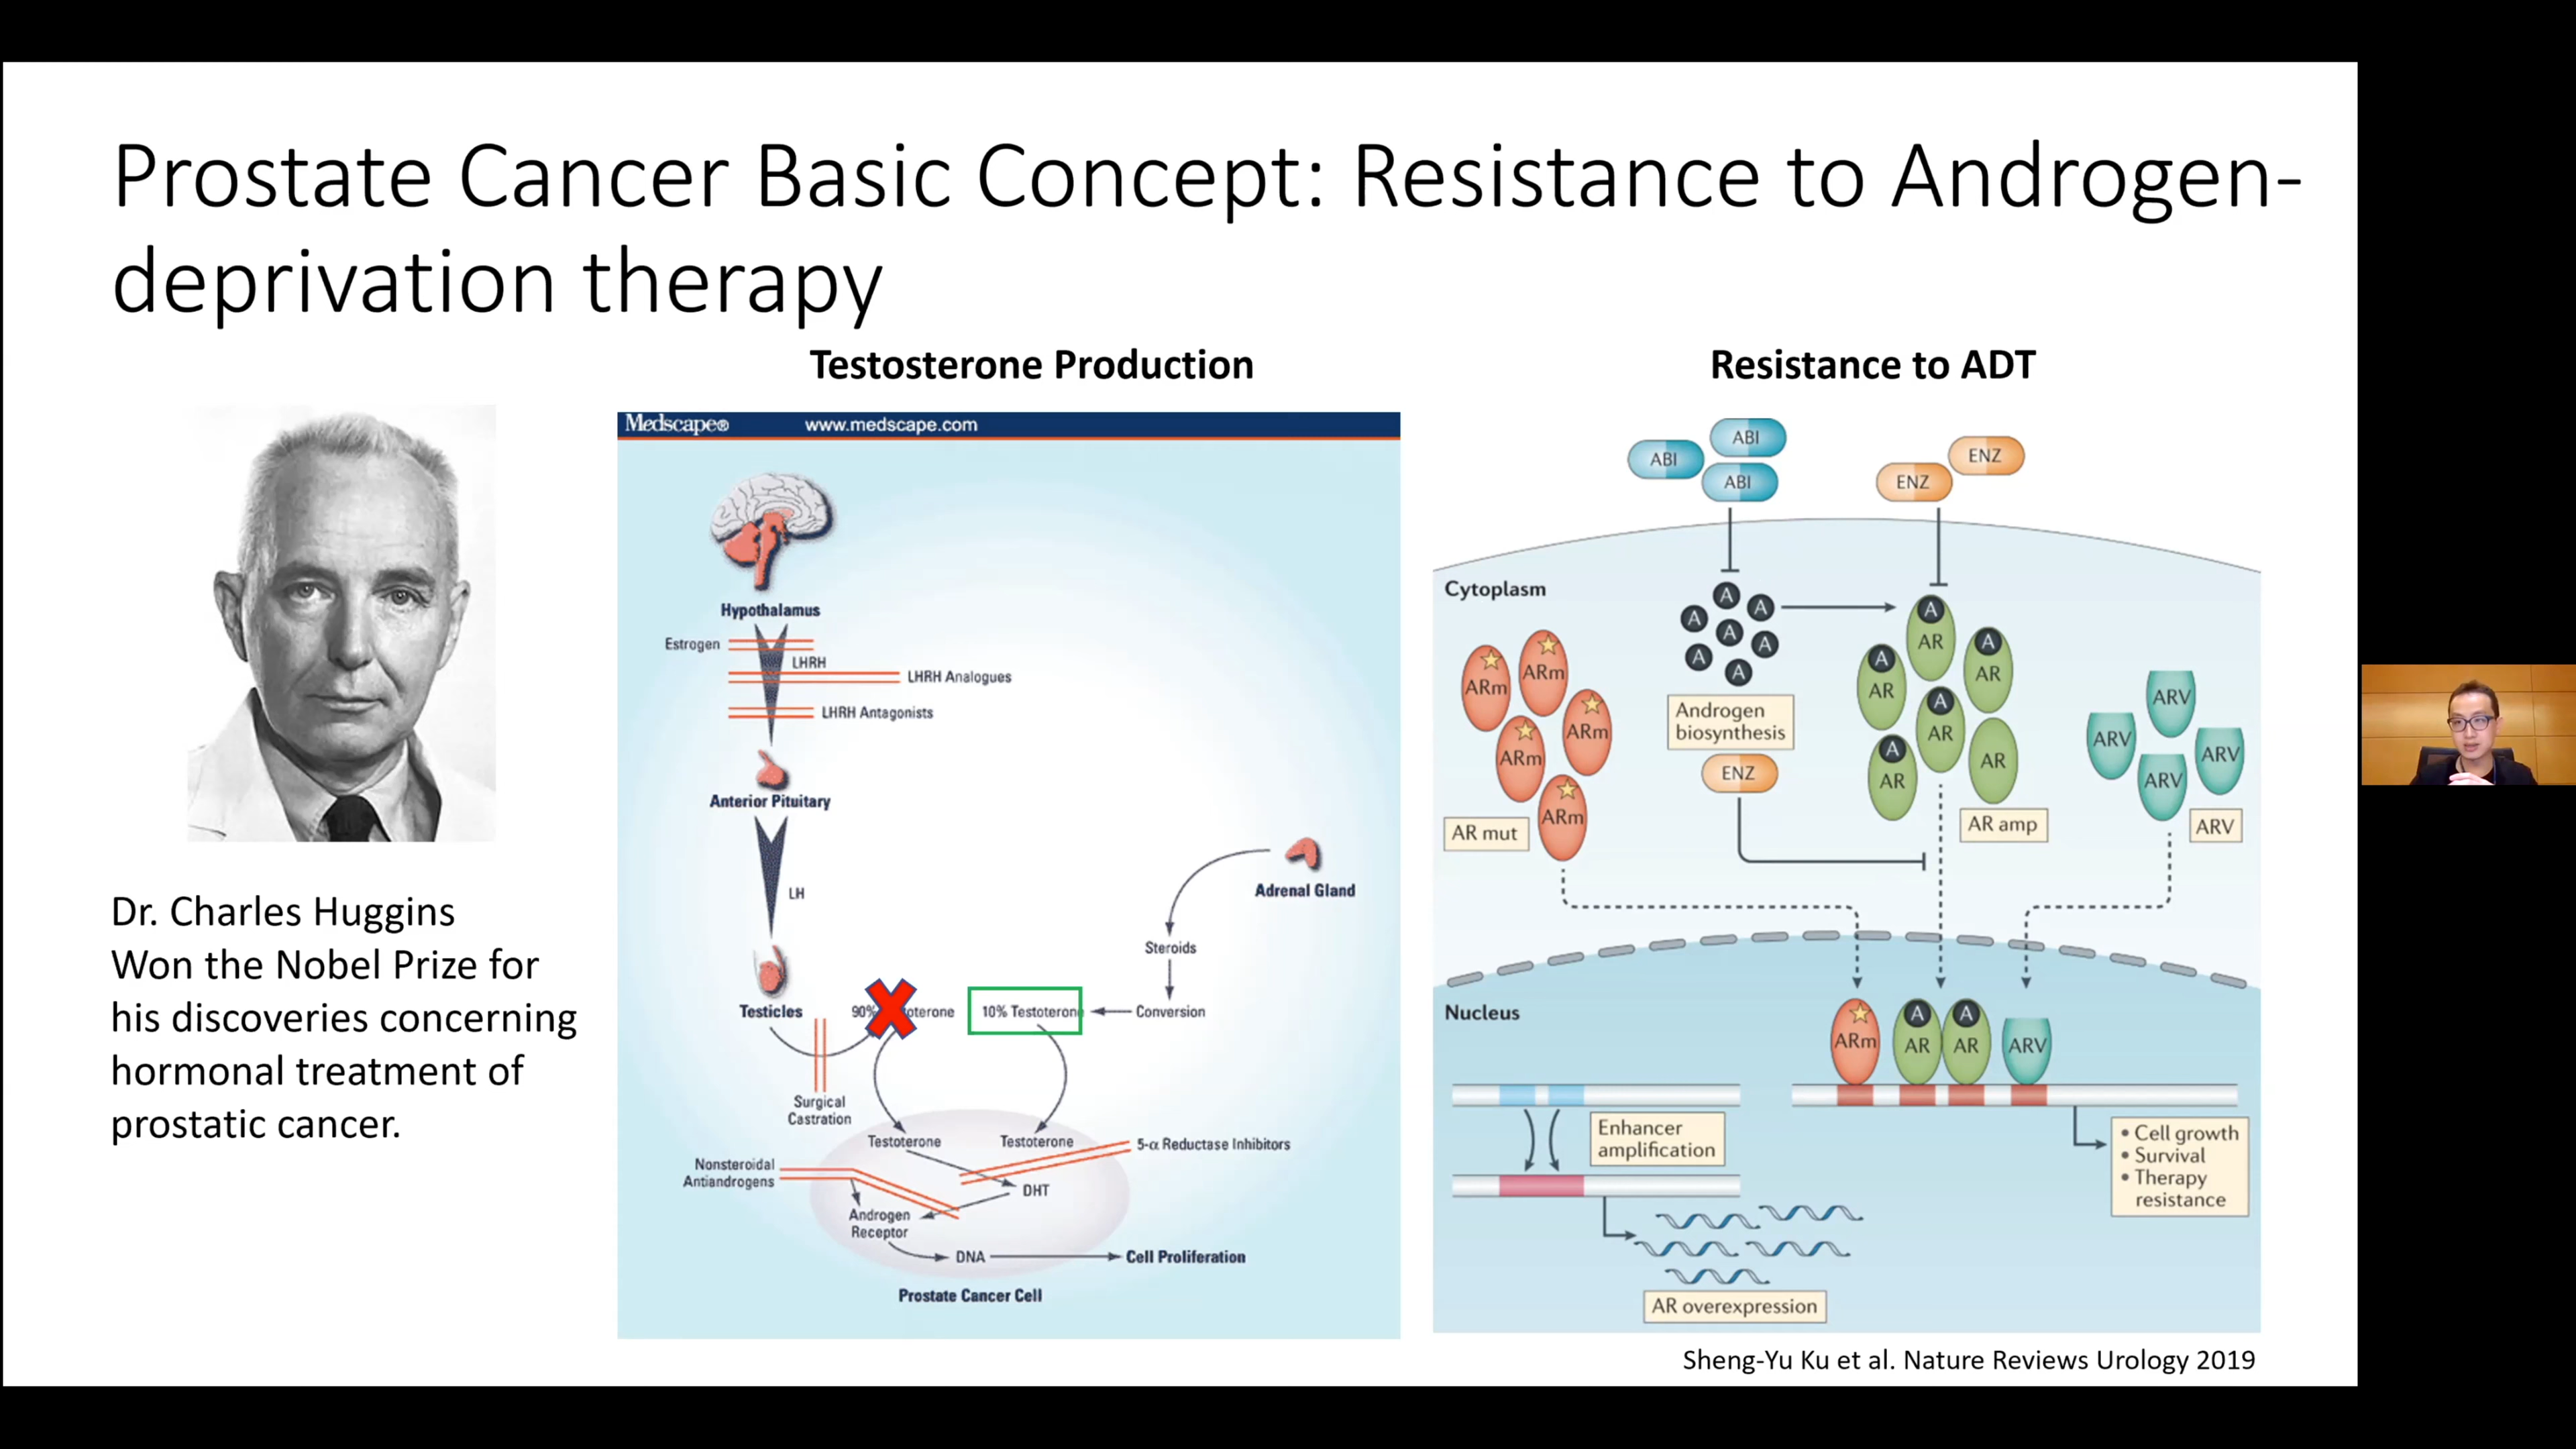 Prostate Cancer Basic Concept: Resistance to Androgen-
deprivation therapy
Dr. Charles Huggins
Won the Nobel Prize for
his discoveries concerning
hormonal treatment of
prostatic cancer.
Testosterone Production
Medscape® www.medscape.com
Hypothalamus
Estrogen
LHRH
LHRH Analogues
LHRH Antagonists
Anterior Pituitary
LH
Adrenal Gland
Steroids
Testicles
90%
oterone
10% Testoterone
Conversion
Surgical
Castration
Testoterone
Testoterone
5-α Reductase Inhibitors
Nonsteroidal
Antiandrogens
DHT
Androgen
Receptor
DNA
Cell Proliferation
Prostate Cancer Cell
Resistance to ADT
ABI
ABI
ABI
ENZ
ENZ
Cytoplasm
A
A
A
A
A
A
A
A
ARm
ARm
ARm
ARm
ARm
AR mut
Androgen
biosynthesis
ENZ
A
AR
A
AR
A
AR
A
AR
A
AR
AR
AR amp
ARV
ARV
ARV
ARV
ARV
Nucleus
ARm
A
AR
A
AR
ARV
Enhancer
amplification
• Cell growth
• Survival
• Therapy
resistance
AR overexpression
Sheng-Yu Ku et al. Nature Reviews Urology 2019